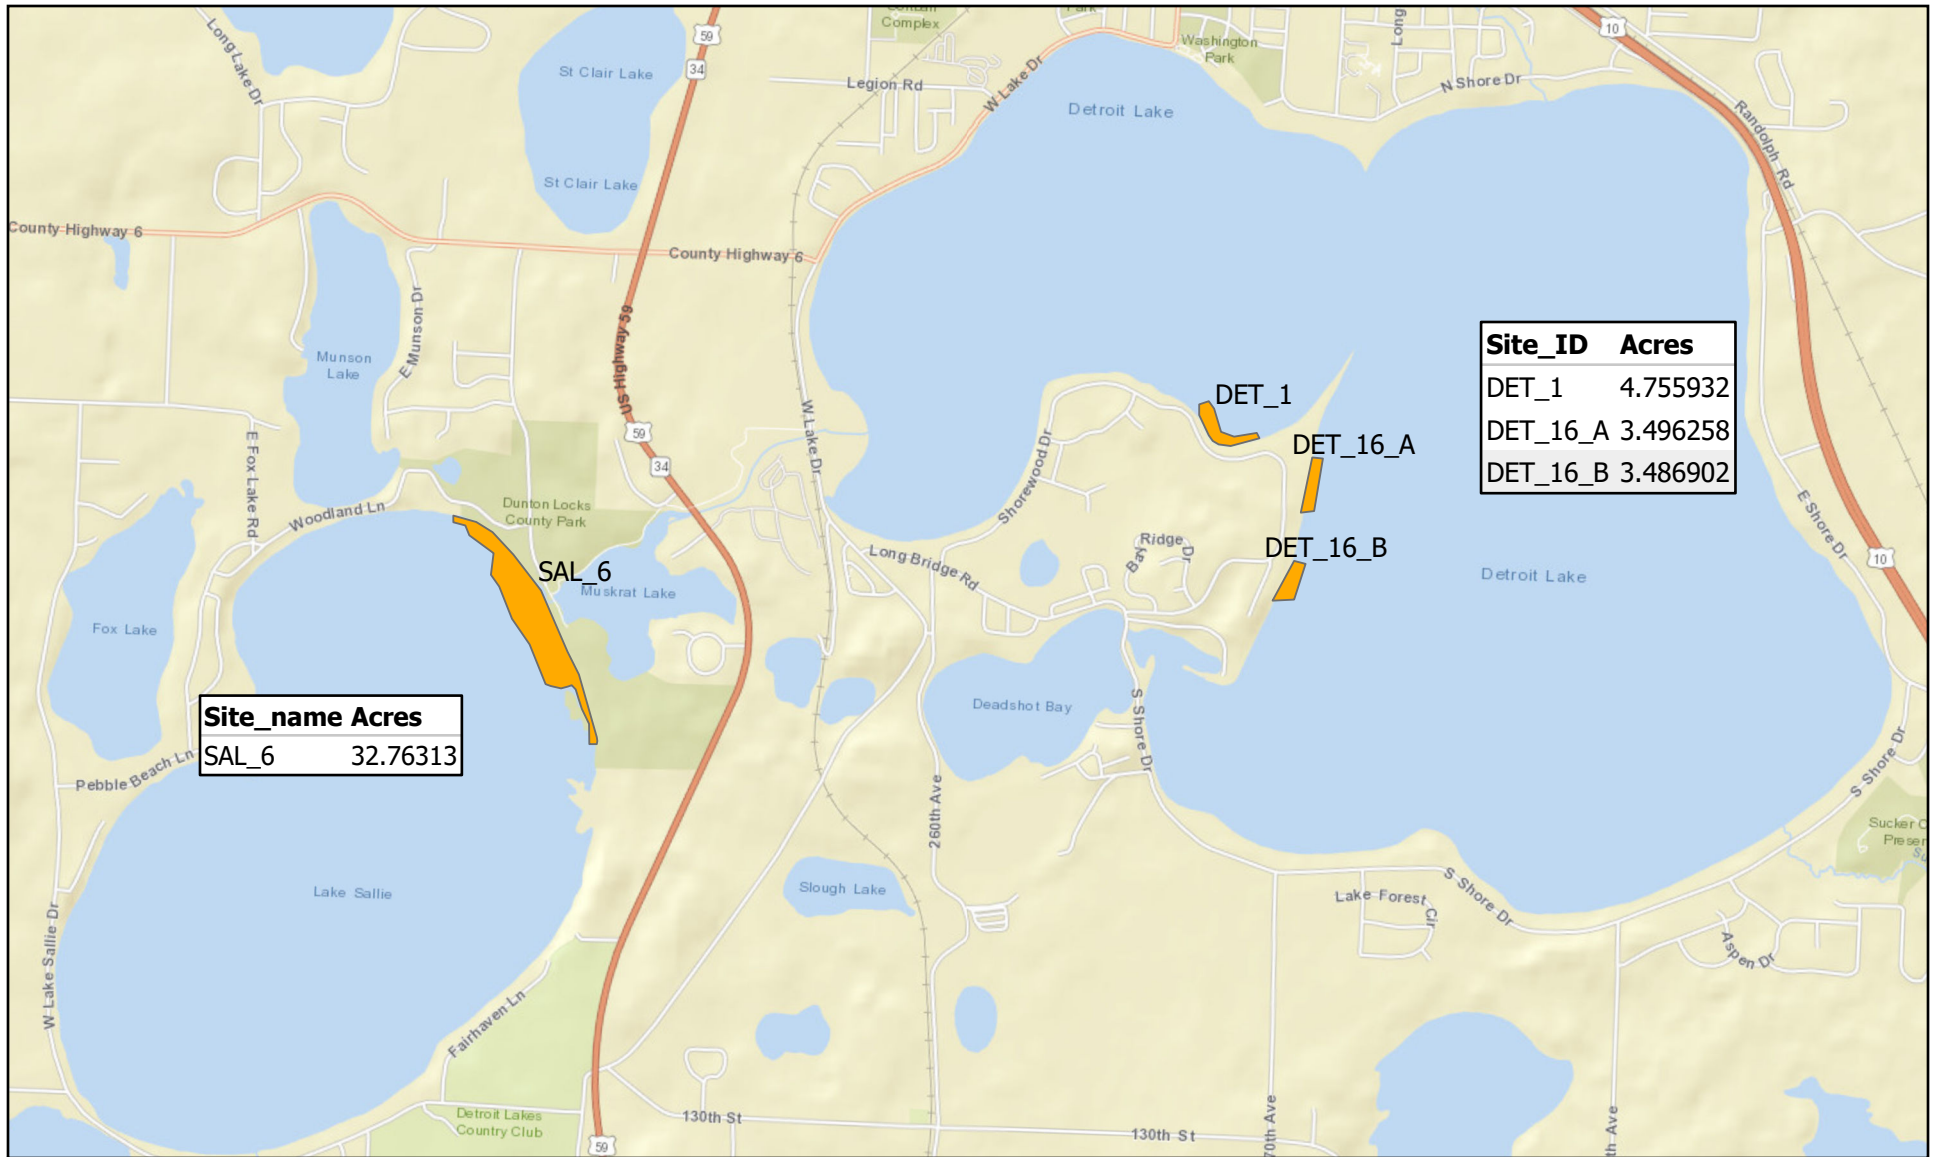 Complex
Park
Long
10
59
34
Long Lake Dr
St Clair Lake
Legion Rd
W Lake Dr
Washington
Park
N Shore Dr
Detroit Lake
Randolph Rd
St Clair Lake
County Highway 6
County Highway 6
E Munson Dr
US Highway 59
Munson
Lake
59
34
W Lake Dr
Shorewood Dr
DET_1
DET_16_A
Site_ID Acres
DET_1 4.755932
DET_16_A 3.496258
DET_16_B 3.486902
E Fox Lake Rd
Woodland Ln
Dunton Locks
County Park
SAL_6
Muskrat Lake
Long Bridge Rd
Bay Ridge Dr
DET_16_B
Detroit Lake
E Shore Dr
10
Fox Lake
Site_name Acres
SAL_6 32.76313
Pebble Beach Ln
Deadshot Bay
S Shore Dr
S Shore Dr
260th Ave
Sucker
Lake Sallie
W Lake Sallie Dr
Slough Lake
Lake Forest Cir
S Shore Dr
Aspen Dr
Fairhaven Ln
Detroit Lakes
Country Club
59
130th St
130th St
70th Ave
th Ave